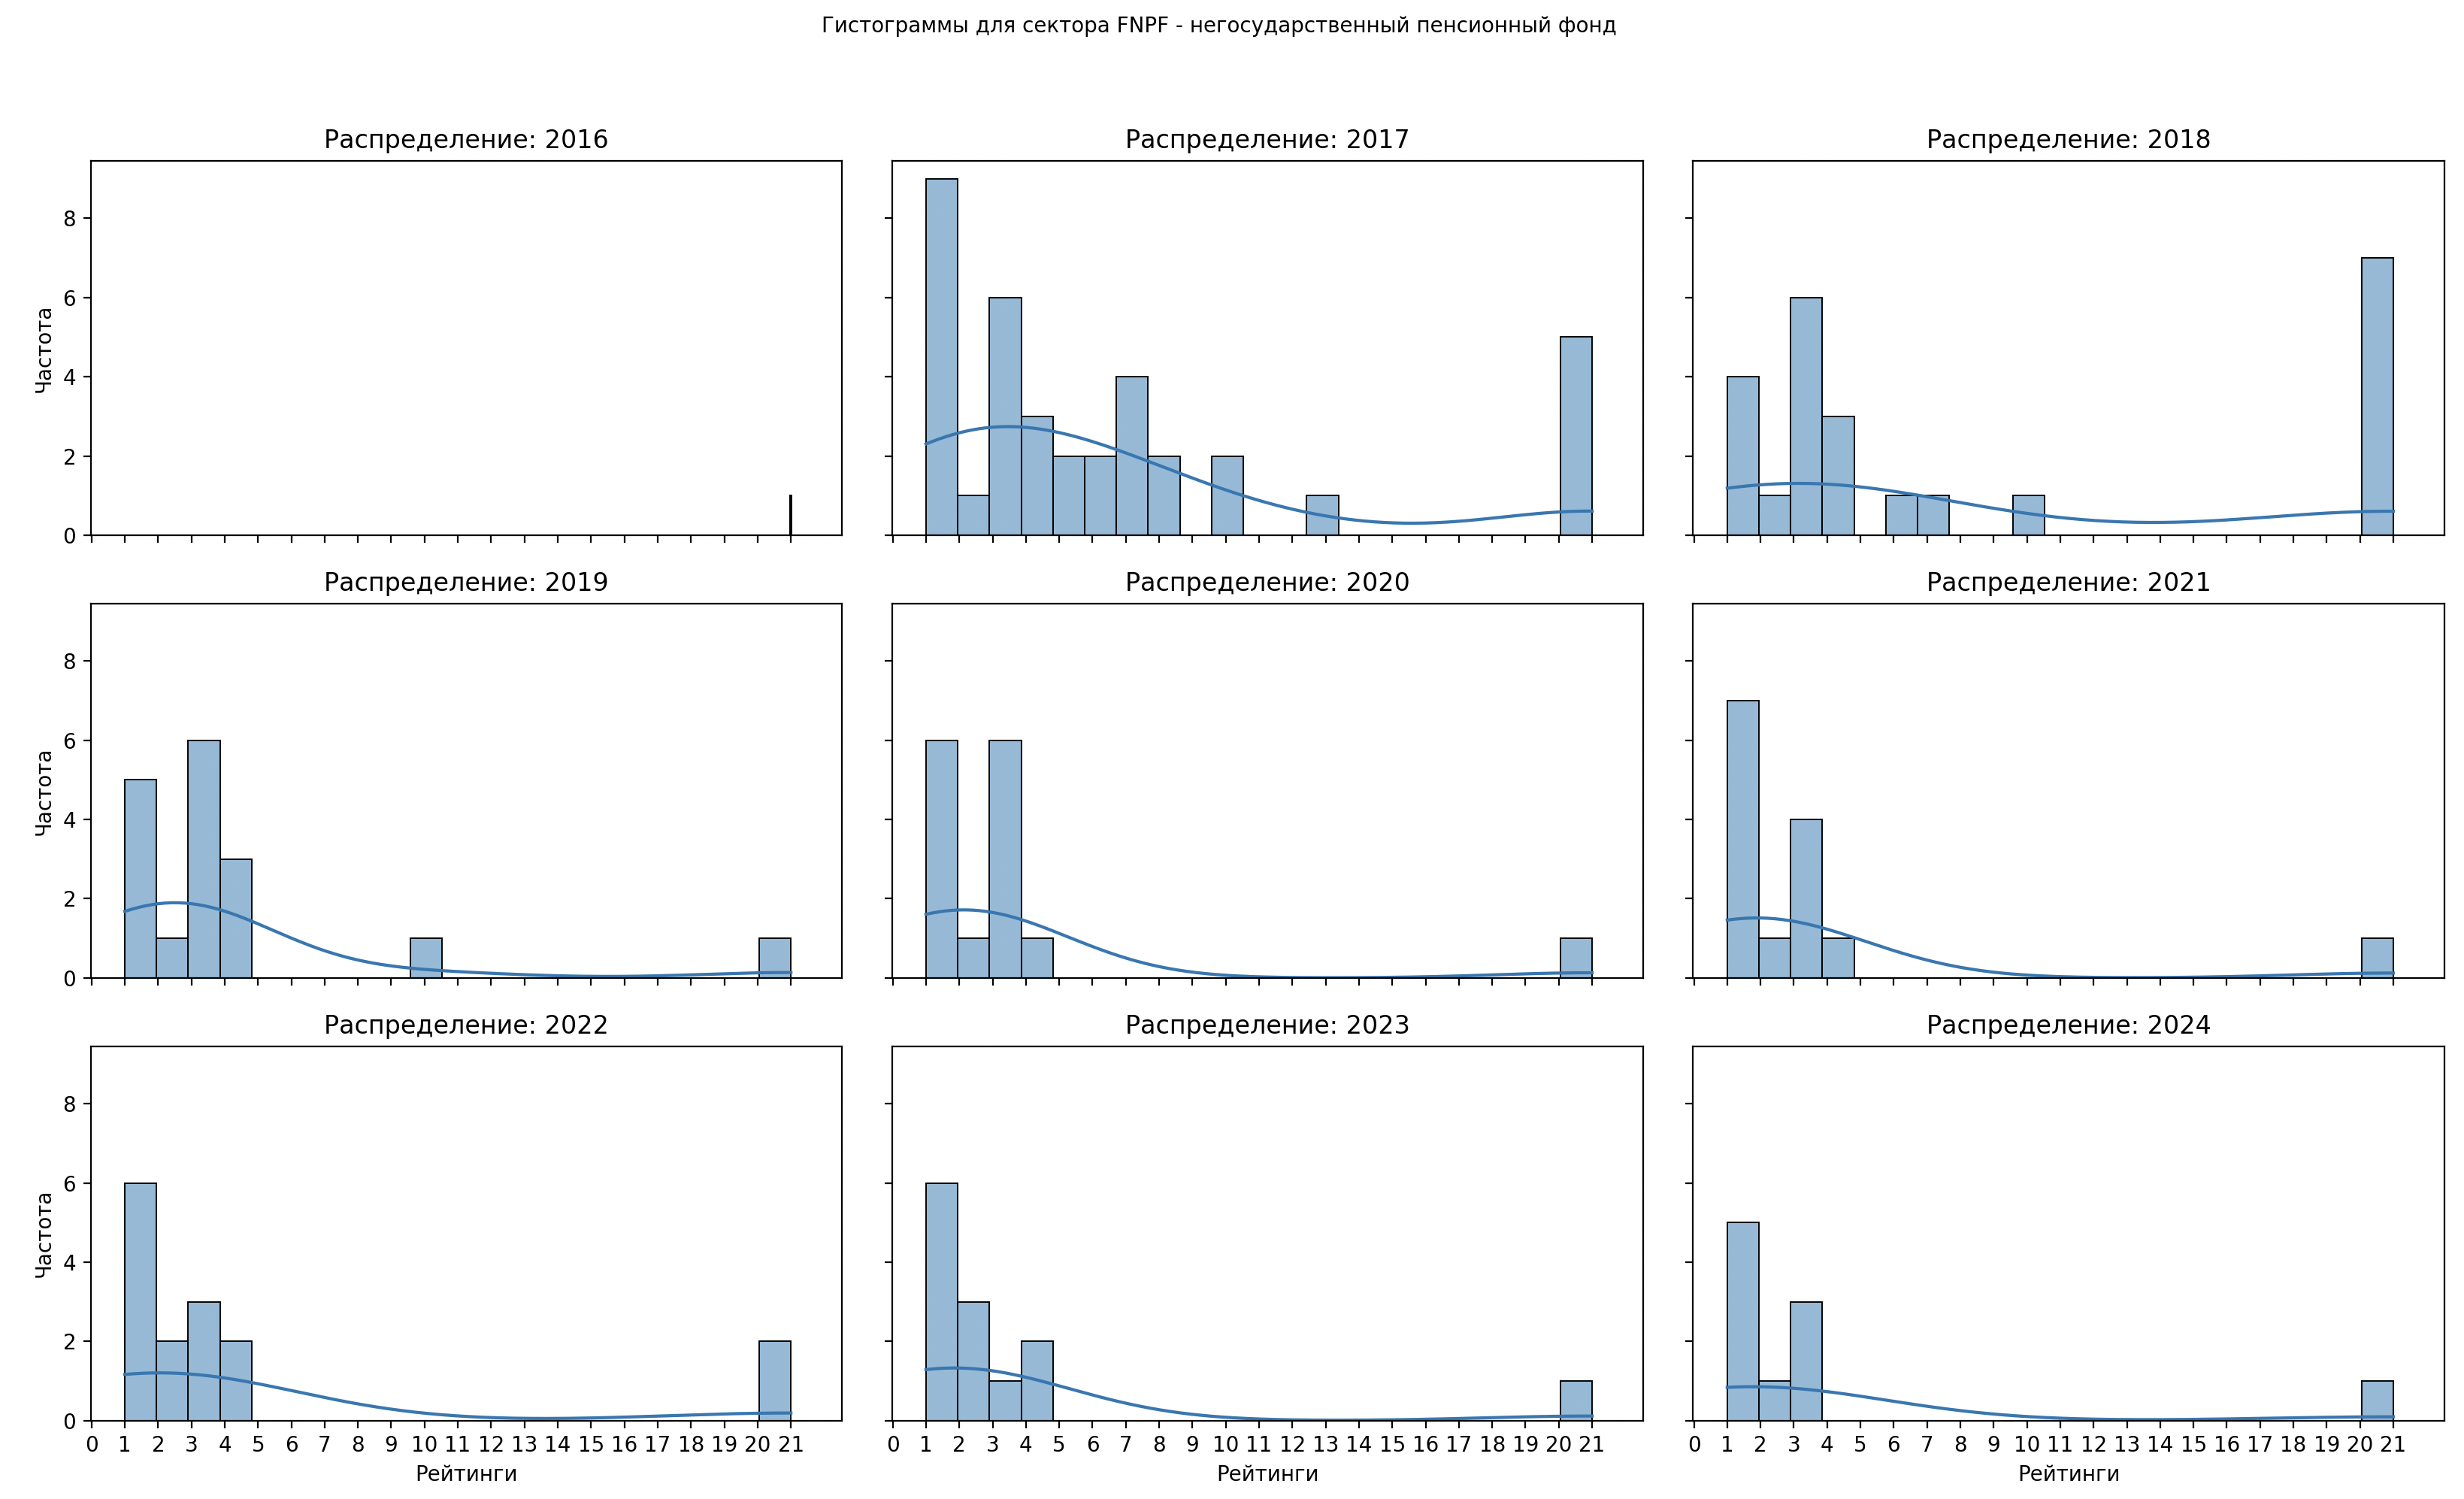 Гистограммы для сектора FNPF - негосударственный пенсионный фонд
Распределение: 2016
Распределение: 2017
Распределение: 2018
Частота
8
6
4
2
0
Распределение: 2019
Распределение: 2020
Распределение: 2021
Частота
8
6
4
2
0
Распределение: 2022
Распределение: 2023
Распределение: 2024
Частота
8
6
4
2
0
0 1 2 3 4 5 6 7 8 9 10 11 12 13 14 15 16 17 18 19 20 21
0 1 2 3 4 5 6 7 8 9 10 11 12 13 14 15 16 17 18 19 20 21
0 1 2 3 4 5 6 7 8 9 10 11 12 13 14 15 16 17 18 19 20 21
Рейтинги
Рейтинги
Рейтинги